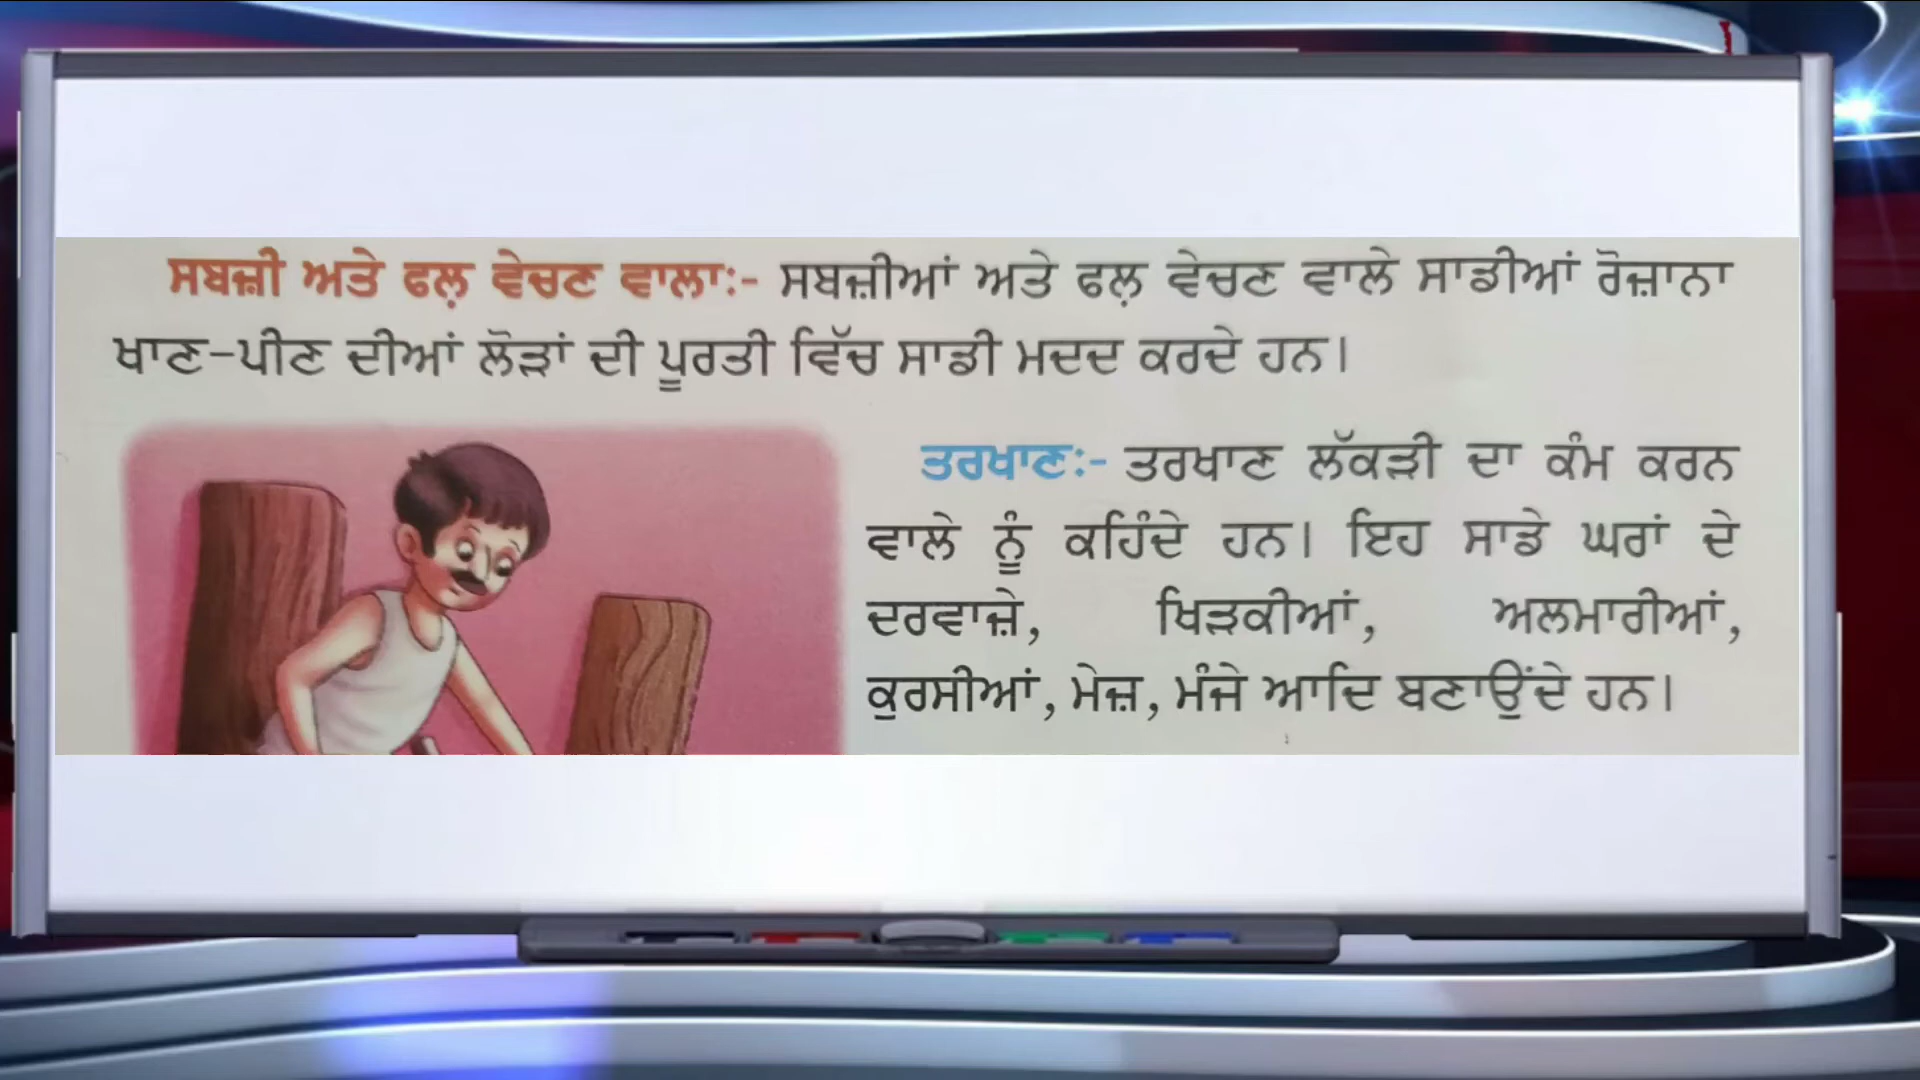 ਸਬਜ਼ੀ ਅਤੇ ਫਲ਼ ਵੇਚਣ ਵਾਲਾ:- ਸਬਜ਼ੀਆਂ ਅਤੇ ਫਲ਼ ਵੇਚਣ ਵਾਲੇ ਸਾਡੀਆਂ ਰੋਜ਼ਾਨਾ
ਖਾਣ-ਪੀਣ ਦੀਆਂ ਲੋੜਾਂ ਦੀ ਪੂਰਤੀ ਵਿੱਚ ਸਾਡੀ ਮਦਦ ਕਰਦੇ ਹਨ।
ਤਰਖਾਣ:- ਤਰਖਾਣ ਲੱਕੜੀ ਦਾ ਕੰਮ ਕਰਨ
ਵਾਲੇ ਨੂੰ ਕਹਿੰਦੇ ਹਨ। ਇਹ ਸਾਡੇ ਘਰਾਂ ਦੇ
ਦਰਵਾਜ਼ੇ, ਖਿੜਕੀਆਂ, ਅਲਮਾਰੀਆਂ,
ਕੁਰਸੀਆਂ, ਮੇਜ਼, ਮੰਜੇ ਆਦਿ ਬਣਾਉਂਦੇ ਹਨ।